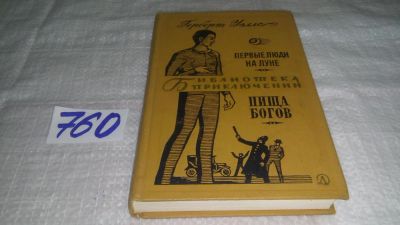 Герберт Уэллс
ПЕРВЫЕ ЛЮДИ
НА ЛУНЕ
БИБЛИОТЕКА
ПРИКЛЮЧЕНИЙ
ПИЩА
БОГОВ
760